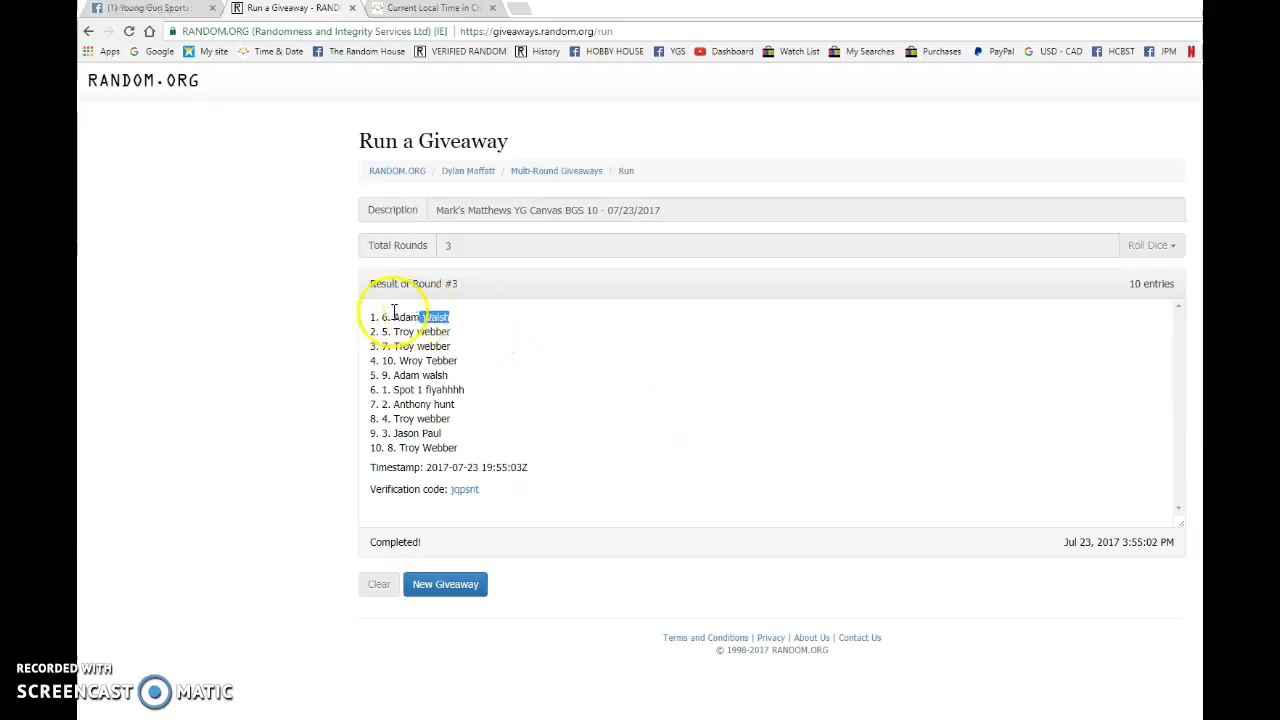 (1) Young Gun Sports
Run a Giveaway - RAND
Current Local Time in Ch
RANDOM.ORG (Randomness and Integrity Services Ltd) [IE]
https://giveaways.random.org/run
Apps
Google
My site
Time & Date
The Random House
VERIFIED RANDOM
History
HOBBY HOUSE
YGS
Dashboard
Watch List
My Searches
Purchases
PayPal
USD - CAD
HCBST
JPM
RANDOM.ORG
Run a Giveaway
RANDOM.ORG / Dylan Moffatt / Multi-Round Giveaways / Run
Description Mark's Matthews YG Canvas BGS 10 - 07/23/2017
Total Rounds 3 Roll Dice
Result of Round #3 10 entries
1. 6. Adam Walsh
2. 5. Troy webber
3. 7. Troy webber
4. 10. Wroy Tebber
5. 9. Adam walsh
6. 1. Spot 1 fiyahhhh
7. 2. Anthony hunt
8. 4. Troy webber
9. 3. Jason Paul
10. 8. Troy Webber
Timestamp: 2017-07-23 19:55:03Z
Verification code: jqpsnt
Completed! Jul 23, 2017 3:55:02 PM
Clear New Giveaway
Terms and Conditions | Privacy | About Us | Contact Us
© 1998-2017 RANDOM.ORG
RECORDED WITH
SCREENCAST MATIC